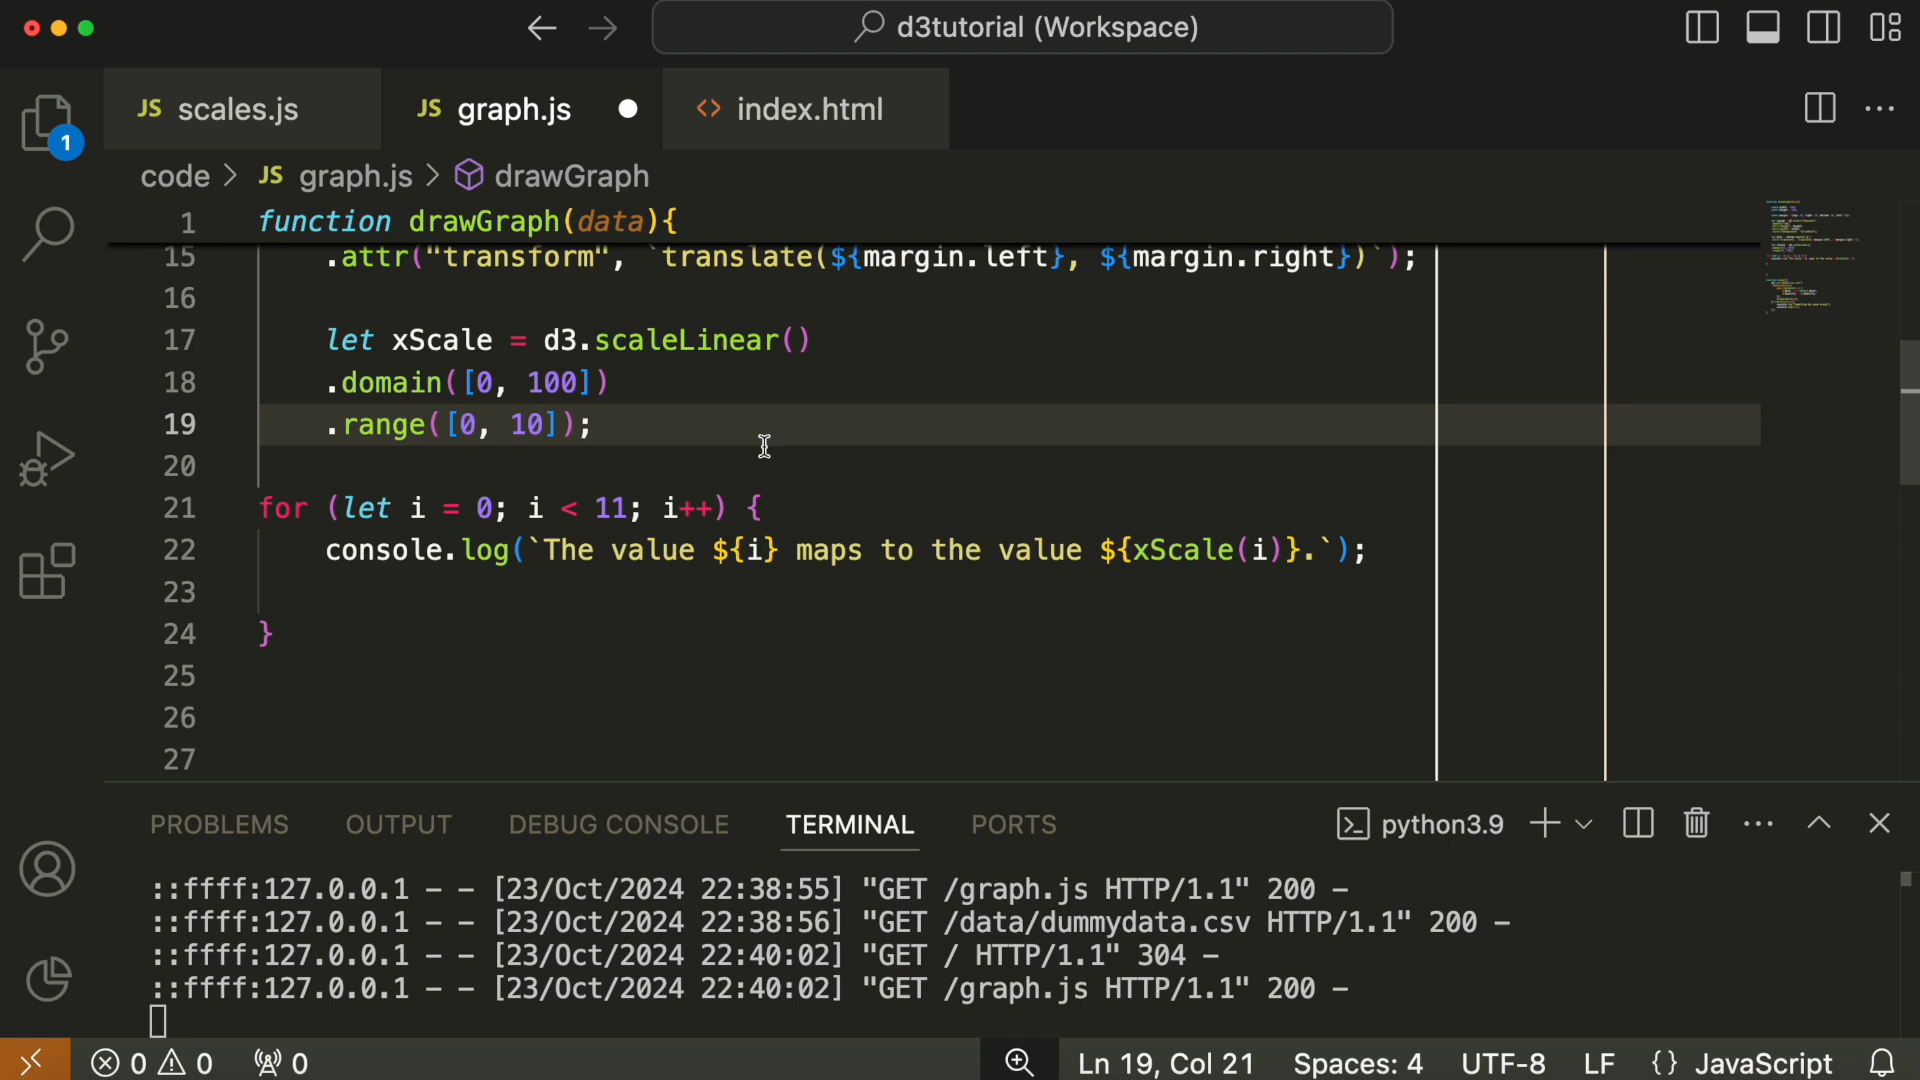 d3tutorial (Workspace)
JS scales.js JS graph.js <> index.html
1
code > JS graph.js > drawGraph
1 function drawGraph(data){
15 .attr("transform", `translate(${margin.left}, ${margin.right})`);
16
17 let xScale = d3.scaleLinear()
18 .domain([0, 100])
19 .range([0, 10]);
20
21 for (let i = 0; i < 11; i++) {
22 console.log(`The value ${i} maps to the value ${xScale(i)}.`);
23
24 }
25
26
27
PROBLEMS OUTPUT DEBUG CONSOLE TERMINAL PORTS python3.9
::ffff:127.0.0.1 - - [23/Oct/2024 22:38:55] "GET /graph.js HTTP/1.1" 200 -
::ffff:127.0.0.1 - - [23/Oct/2024 22:38:56] "GET /data/dummydata.csv HTTP/1.1" 200 -
::ffff:127.0.0.1 - - [23/Oct/2024 22:40:02] "GET / HTTP/1.1" 304 -
::ffff:127.0.0.1 - - [23/Oct/2024 22:40:02] "GET /graph.js HTTP/1.1" 200 -
0 0 0 Ln 19, Col 21 Spaces: 4 UTF-8 LF {} JavaScript